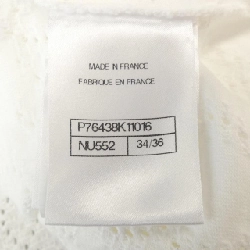 MADE IN FRANCE
FABRIQUE EN FRANCE
P76438K11016
NU552 34/36